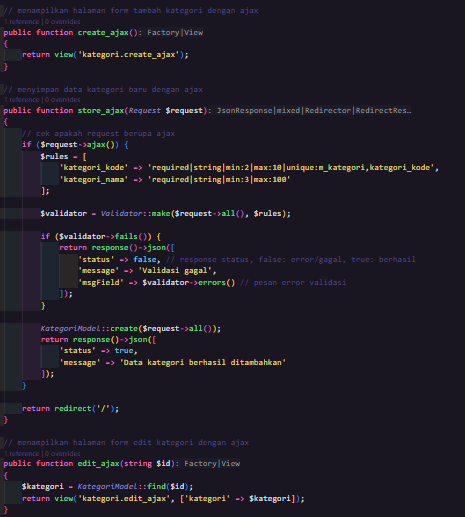 // menampilkan halaman form tambah kategori dengan ajax
1 reference | 0 overrides
public function create_ajax(): Factory|View
{
    return view('kategori.create_ajax');
}

// menyimpan data kategori baru dengan ajax
1 reference | 0 overrides
public function store_ajax(Request $request): JsonResponse|mixed|Redirector|RedirectRes…
{
    // cek apakah request berupa ajax
    if ($request->ajax()) {
        $rules = [
            'kategori_kode' => 'required|string|min:2|max:10|unique:m_kategori,kategori_kode',
            'kategori_nama' => 'required|string|min:3|max:100'
        ];

        $validator = Validator::make($request->all(), $rules);

        if ($validator->fails()) {
            return response()->json([
                'status' => false, // response status, false: error/gagal, true: berhasil
                'message' => 'Validasi gagal',
                'msgField' => $validator->errors() // pesan error validasi
            ]);
        }

        KategoriModel::create($request->all());
        return response()->json([
            'status' => true,
            'message' => 'Data kategori berhasil ditambahkan'
        ]);
    }

    return redirect('/');
}

// menampilkan halaman form edit kategori dengan ajax
1 reference | 0 overrides
public function edit_ajax(string $id): Factory|View
{
    $kategori = KategoriModel::find($id);
    return view('kategori.edit_ajax', ['kategori' => $kategori]);
}